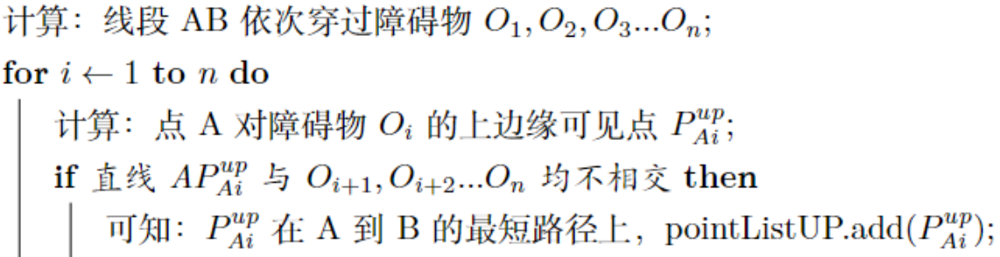 计算：线段 AB 依次穿过障碍物 $O_1, O_2, O_3...O_n$;
for $i \leftarrow 1$ to $n$ do
计算：点 A 对障碍物 $O_i$ 的上边缘可见点 $P_{Ai}^{up}$;
if 直线 $AP_{Ai}^{up}$ 与 $O_{i+1}, O_{i+2}...O_n$ 均不相交 then
可知：$P_{Ai}^{up}$ 在 A 到 B 的最短路径上，pointListUP.add($P_{Ai}^{up}$);